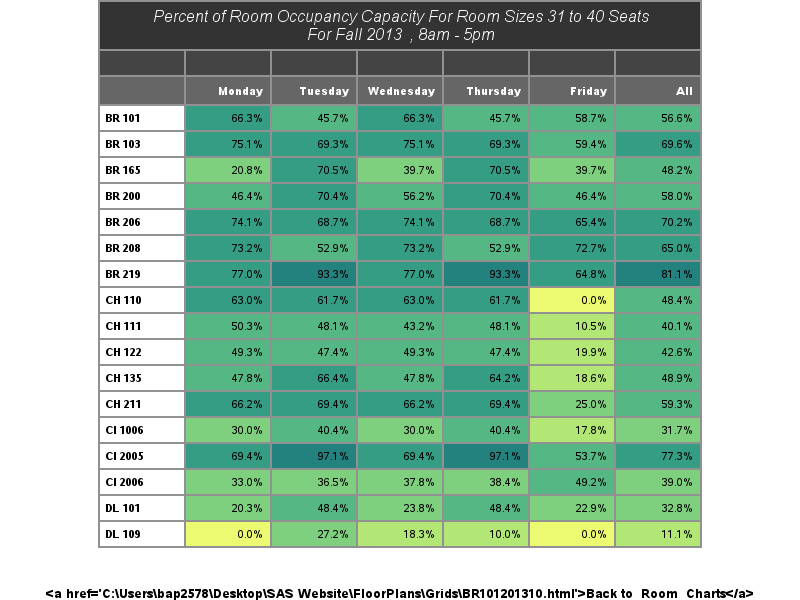 Percent of Room Occupancy Capacity For Room Sizes 31 to 40 Seats
For Fall 2013 , 8am - 5pm
Monday Tuesday Wednesday Thursday Friday All
BR 101 66.3% 45.7% 66.3% 45.7% 58.7% 56.6%
BR 103 75.1% 69.3% 75.1% 69.3% 59.4% 69.6%
BR 165 20.8% 70.5% 39.7% 70.5% 39.7% 48.2%
BR 200 46.4% 70.4% 56.2% 70.4% 46.4% 58.0%
BR 206 74.1% 68.7% 74.1% 68.7% 65.4% 70.2%
BR 208 73.2% 52.9% 73.2% 52.9% 72.7% 65.0%
BR 219 77.0% 93.3% 77.0% 93.3% 64.8% 81.1%
CH 110 63.0% 61.7% 63.0% 61.7% 0.0% 48.4%
CH 111 50.3% 48.1% 43.2% 48.1% 10.5% 40.1%
CH 122 49.3% 47.4% 49.3% 47.4% 19.9% 42.6%
CH 135 47.8% 66.4% 47.8% 64.2% 18.6% 48.9%
CH 211 66.2% 69.4% 66.2% 69.4% 25.0% 59.3%
CI 1006 30.0% 40.4% 30.0% 40.4% 17.8% 31.7%
CI 2005 69.4% 97.1% 69.4% 97.1% 53.7% 77.3%
CI 2006 33.0% 36.5% 37.8% 38.4% 49.2% 39.0%
DL 101 20.3% 48.4% 23.8% 48.4% 22.9% 32.8%
DL 109 0.0% 27.2% 18.3% 10.0% 0.0% 11.1%
<a href='C:\Users\bap2578\Desktop\SAS Website\FloorPlans\Grids\BR101201310.html'>Back to Room Charts</a>